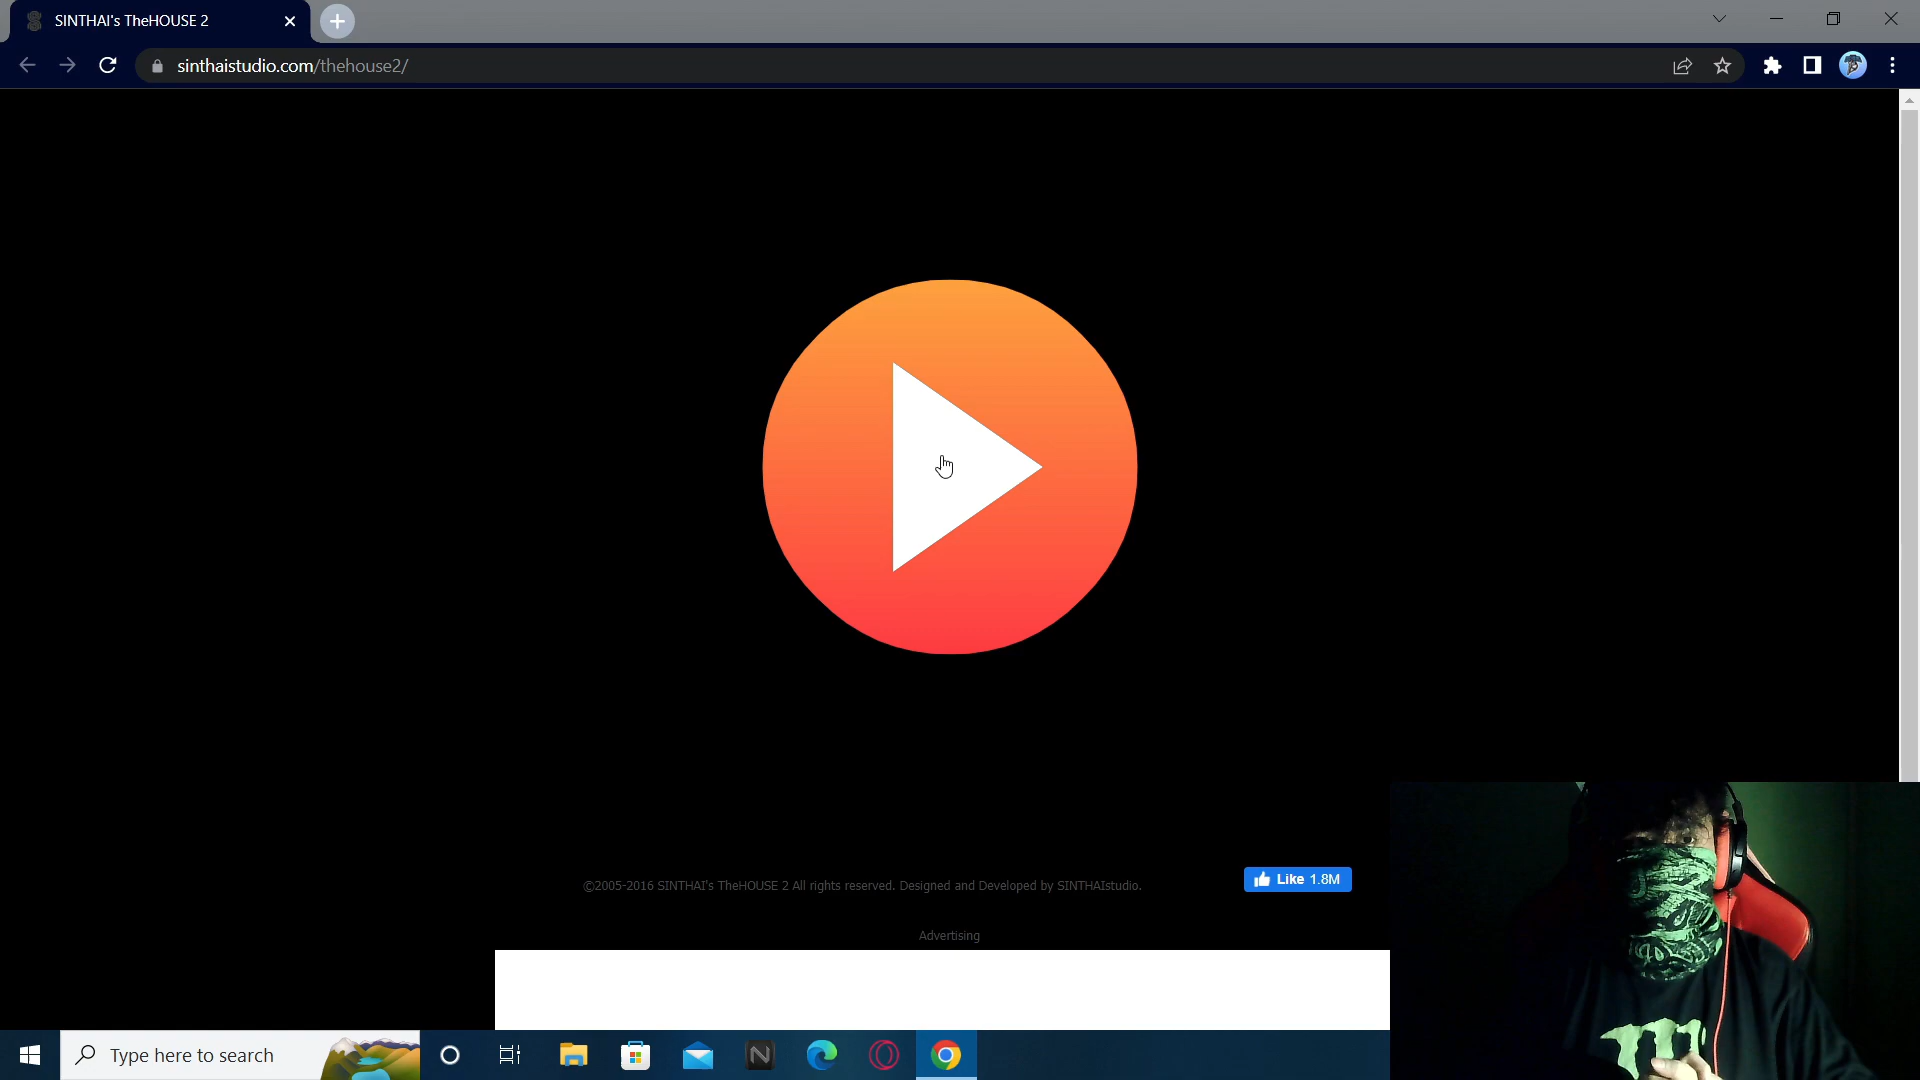 SINTHAI's TheHOUSE 2
sinthaistudio.com/thehouse2/
©2005-2016 SINTHAI's TheHOUSE 2 All rights reserved. Designed and Developed by SINTHAIstudio.
Like 1.8M
Advertising
Type here to search